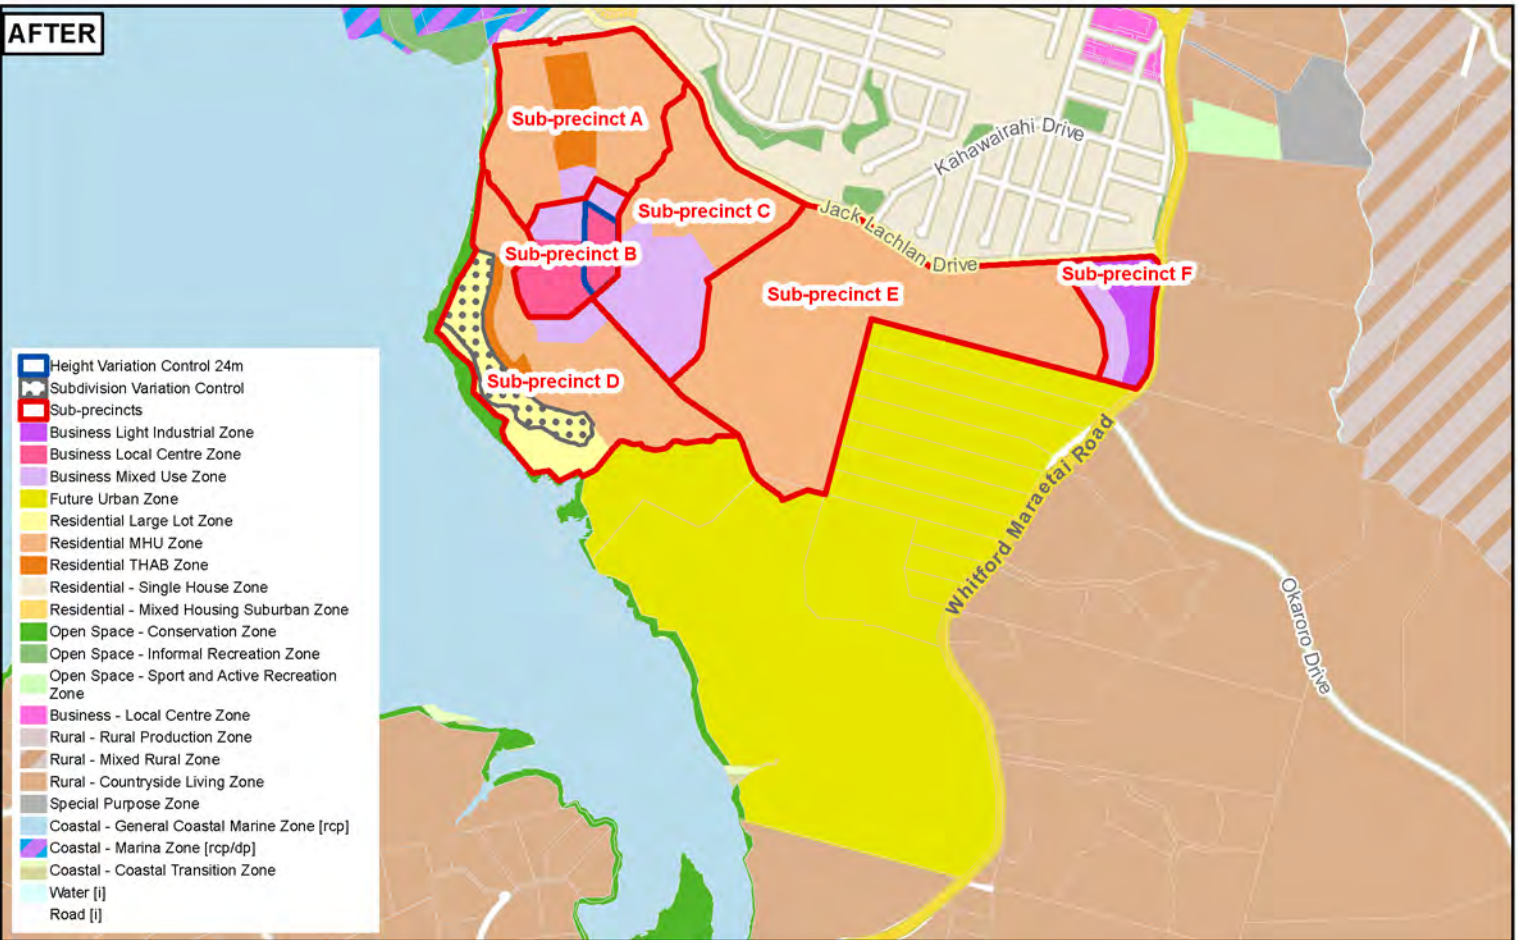 AFTER
Sub-precinct A
Kahawairahi Drive
Sub-precinct C
Jack Lachlan Drive
Sub-precinct B
Sub-precinct F
Sub-precinct E
Sub-precinct D
Whitford Maraetai Road
Okaroro Drive
Height Variation Control 24m
Subdivision Variation Control
Sub-precincts
Business Light Industrial Zone
Business Local Centre Zone
Business Mixed Use Zone
Future Urban Zone
Residential Large Lot Zone
Residential MHU Zone
Residential THAB Zone
Residential - Single House Zone
Residential - Mixed Housing Suburban Zone
Open Space - Conservation Zone
Open Space - Informal Recreation Zone
Open Space - Sport and Active Recreation
Zone
Business - Local Centre Zone
Rural - Rural Production Zone
Rural - Mixed Rural Zone
Rural - Countryside Living Zone
Special Purpose Zone
Coastal - General Coastal Marine Zone [rcp]
Coastal - Marina Zone [rcp/dp]
Coastal - Coastal Transition Zone
Water [i]
Road [i]